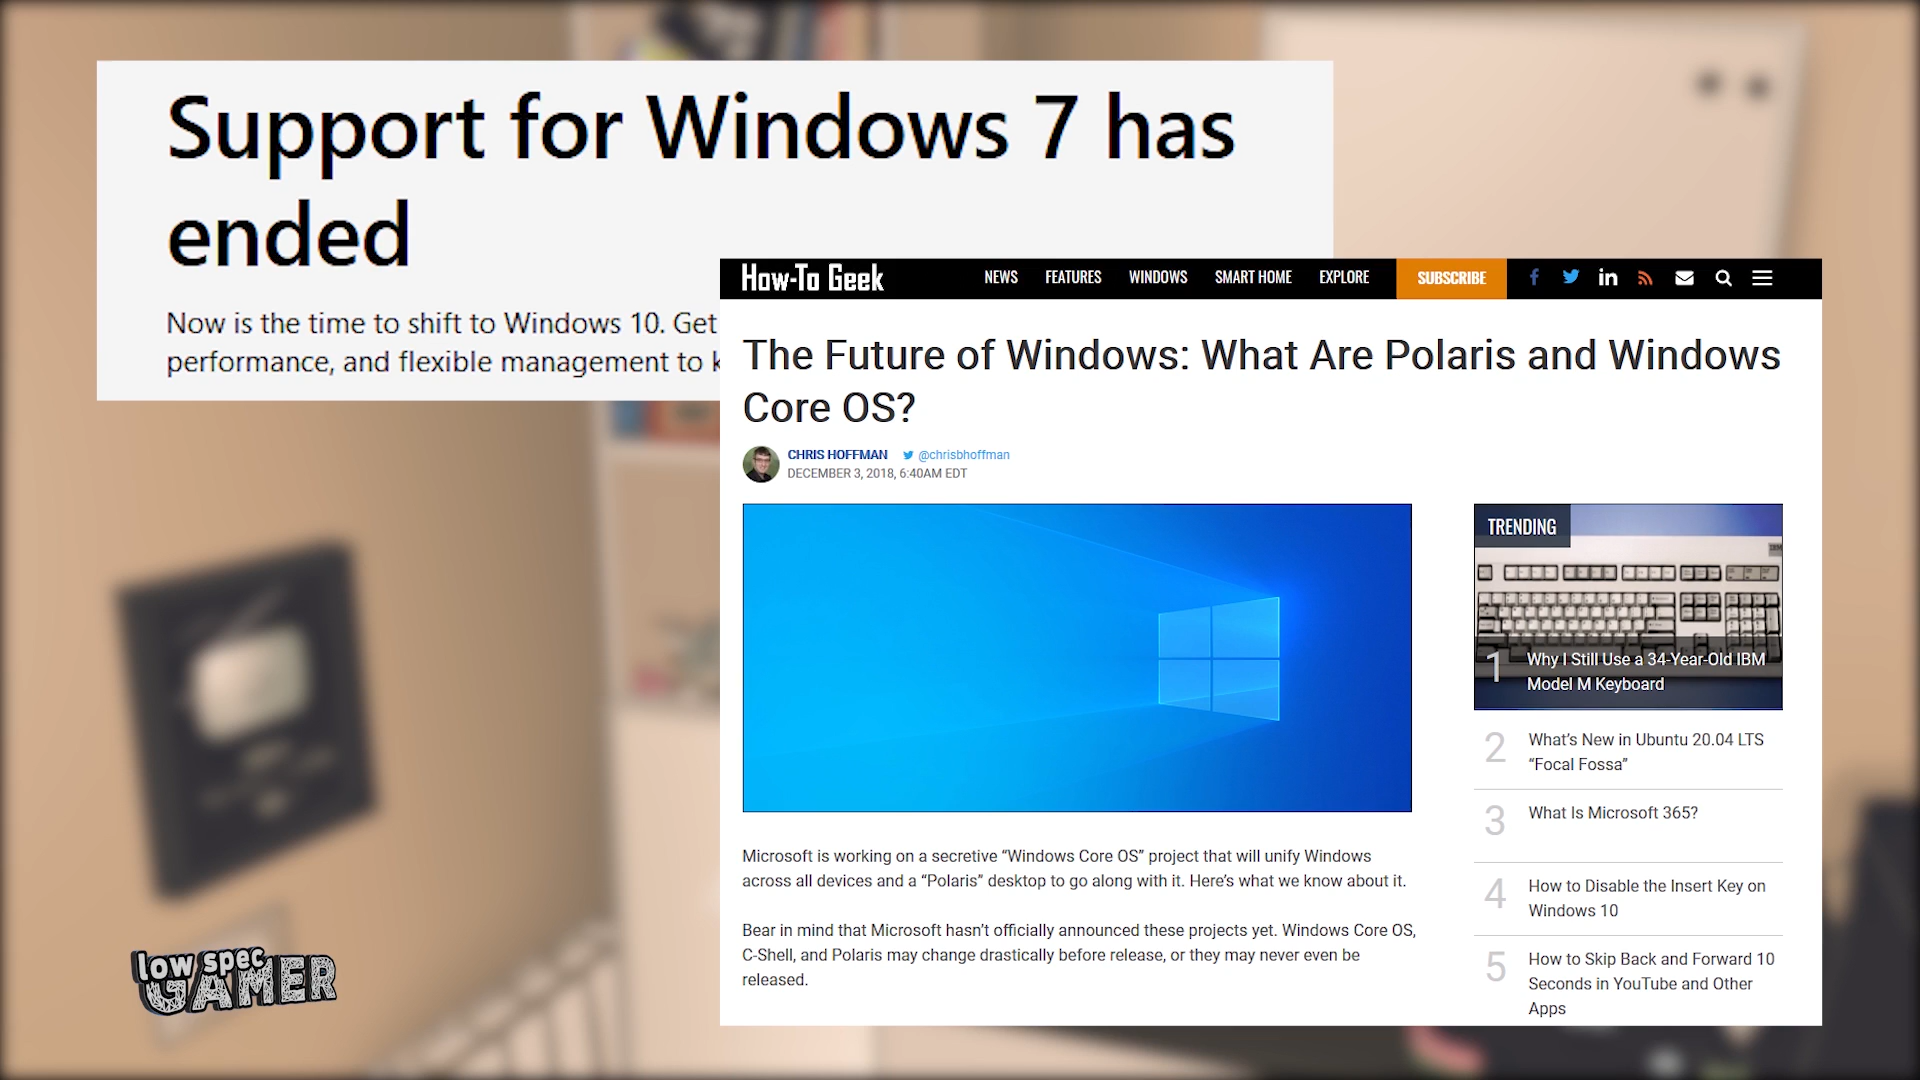 Support for Windows 7 has
ended
Now is the time to shift to Windows 10. Get
performance, and flexible management to
How-To Geek
NEWS FEATURES WINDOWS SMART HOME EXPLORE SUBSCRIBE
The Future of Windows: What Are Polaris and Windows
Core OS?
CHRIS HOFFMAN @chrisbhoffman
DECEMBER 3, 2018, 6:40AM EDT
Microsoft is working on a secretive “Windows Core OS” project that will unify Windows
across all devices and a “Polaris” desktop to go along with it. Here’s what we know about it.
Bear in mind that Microsoft hasn’t officially announced these projects yet. Windows Core OS,
C-Shell, and Polaris may change drastically before release, or they may never even be
released.
TRENDING
1 Why I Still Use a 34-Year-Old IBM
Model M Keyboard
2 What’s New in Ubuntu 20.04 LTS
“Focal Fossa”
3 What Is Microsoft 365?
4 How to Disable the Insert Key on
Windows 10
5 How to Skip Back and Forward 10
Seconds in YouTube and Other
Apps
low spec
GAMER